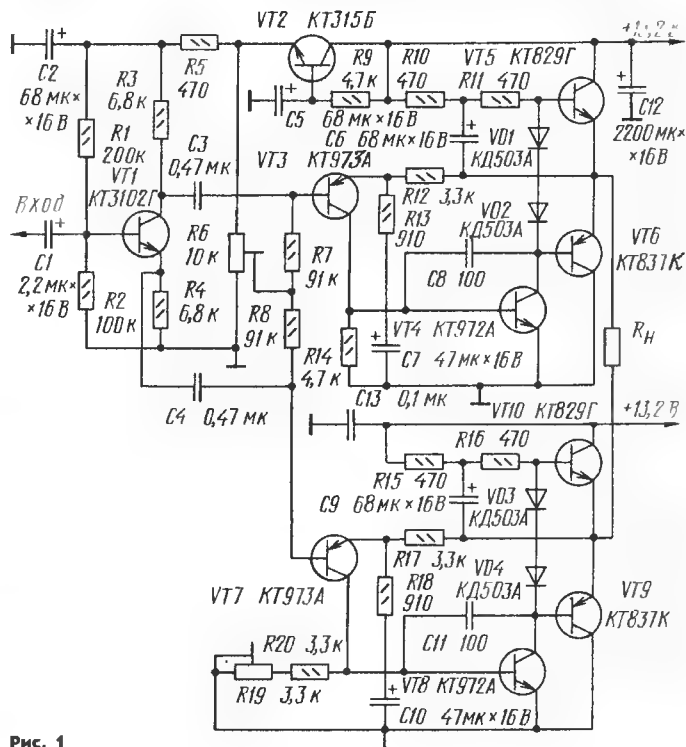 VT2 КТ315Б
+13,2 В
C2
68 мк×
×16 В
R3
6,8 к
R5
470
R9
4,7 к
R10
470
VT5 КТ829Г
R11 470
C5
68 мк×16 В
C6 68 мк×16 В
C12
2200 мк×
×16 В
R1
200к
C3
0,47 мк
VT3
КТ973А
VD1
КД503А
VT1
КТ3102Г
Вход
R12 3,3 к
R13
910
VD2
КД503А
C1
2,2 мк×
×16 В
R2
100к
R4
6,8 к
R6
10 к
R7
91 к
R8
91 к
C8 100
VT6
КТ837К
VT4 КТ972А
Rн
R14
4,7 к
C7 47 мк×16 В
C4 0,47 мк
C13 0,1 мк
VT10 КТ829Г
+13,2 В
R16 470
R15 470
C9
68 мк×16 В
VD3
КД503А
R17 3,3 к
R18
910
VD4
КД503А
VT7 КТ973А
VT9
КТ837К
C11 100
R20 3,3 к
R19 3,3 к
VT8 КТ972А
C10 47 мк×16 В
Рис. 1